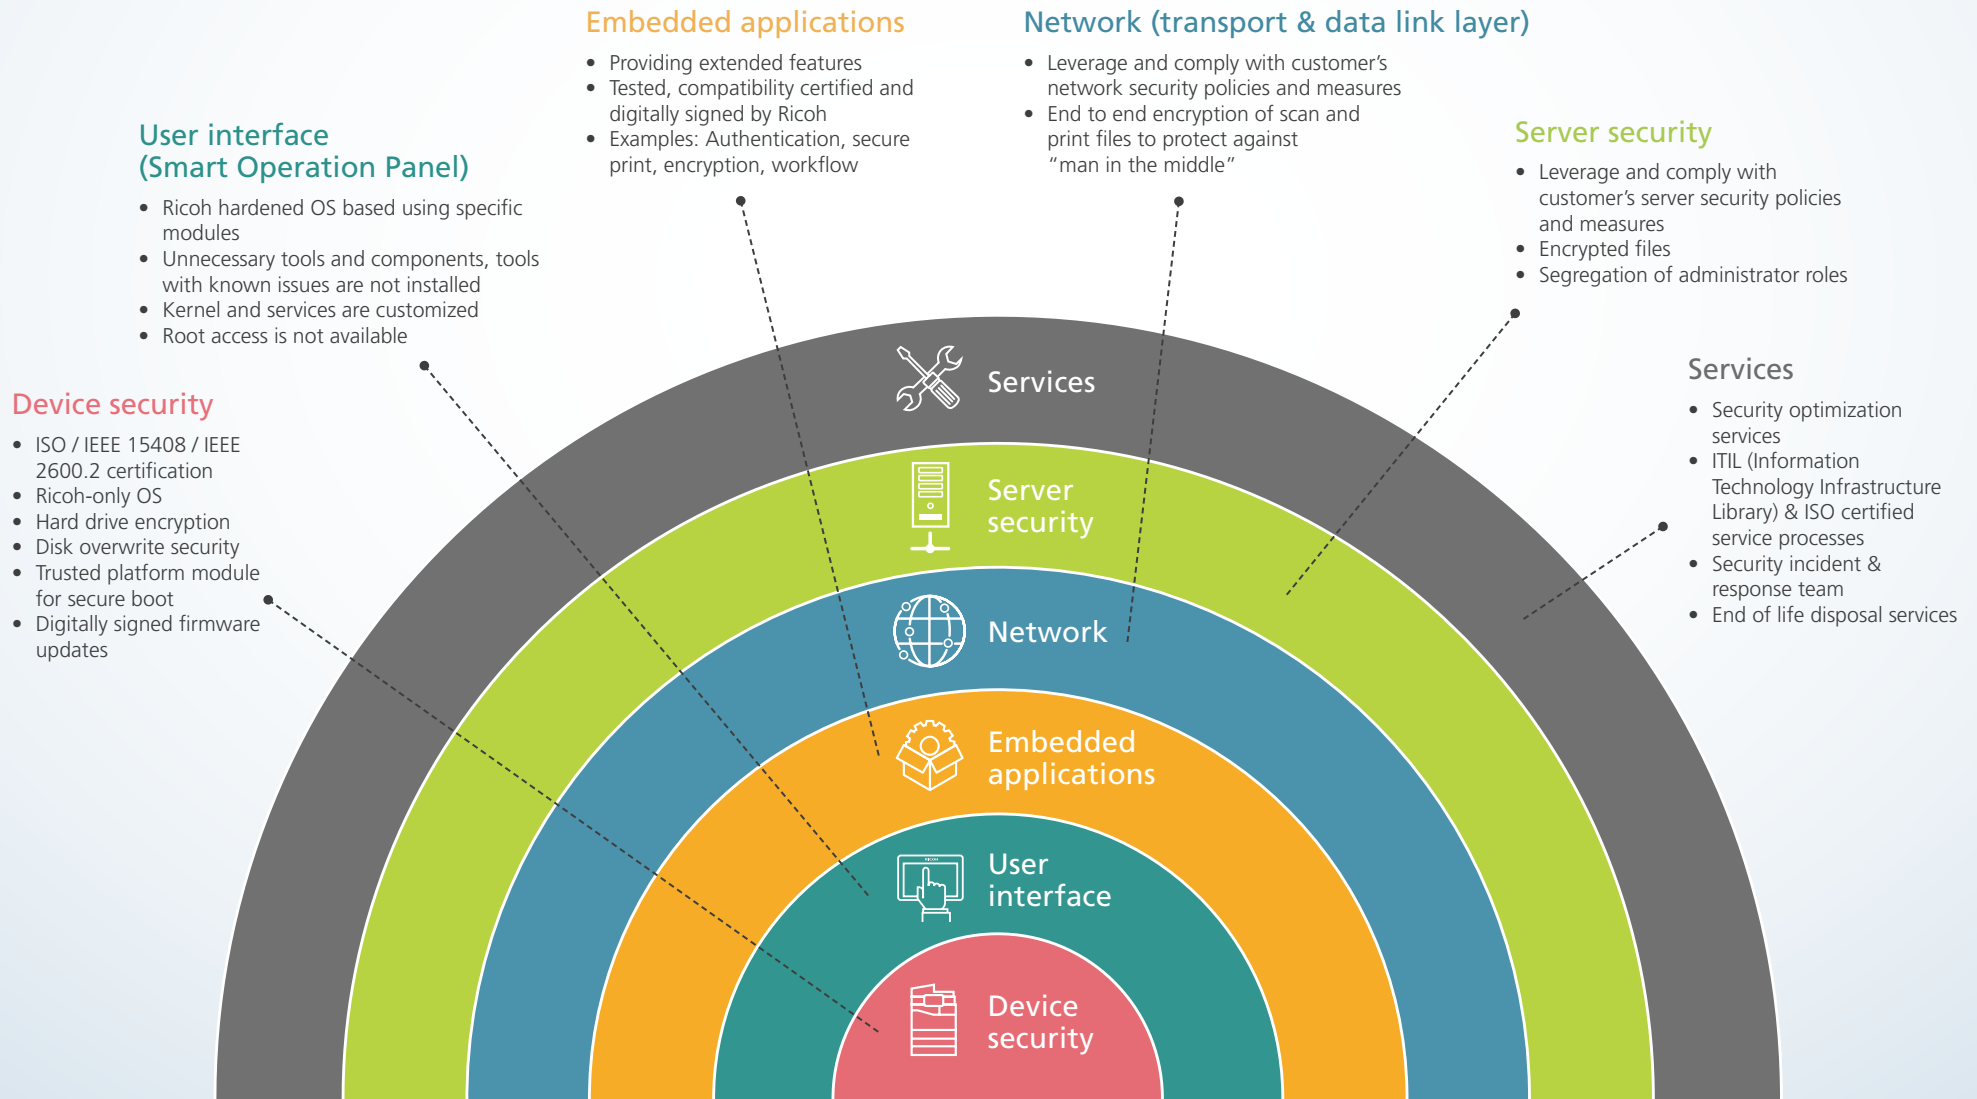 Embedded applications
• Providing extended features
• Tested, compatibility certified and
digitally signed by Ricoh
• Examples: Authentication, secure
print, encryption, workflow
Network (transport & data link layer)
• Leverage and comply with customer’s
network security policies and measures
• End to end encryption of scan and
print files to protect against
“man in the middle”
User interface
(Smart Operation Panel)
• Ricoh hardened OS based using specific
modules
• Unnecessary tools and components, tools
with known issues are not installed
• Kernel and services are customized
• Root access is not available
Server security
• Leverage and comply with
customer’s server security policies
and measures
• Encrypted files
• Segregation of administrator roles
Device security
• ISO / IEEE 15408 / IEEE
2600.2 certification
• Ricoh-only OS
• Hard drive encryption
• Disk overwrite security
• Trusted platform module
for secure boot
• Digitally signed firmware
updates
Services
• Security optimization
services
• ITIL (Information
Technology Infrastructure
Library) & ISO certified
service processes
• Security incident &
response team
• End of life disposal services
Services
Server
security
Network
Embedded
applications
RICOH
User
interface
Device
security